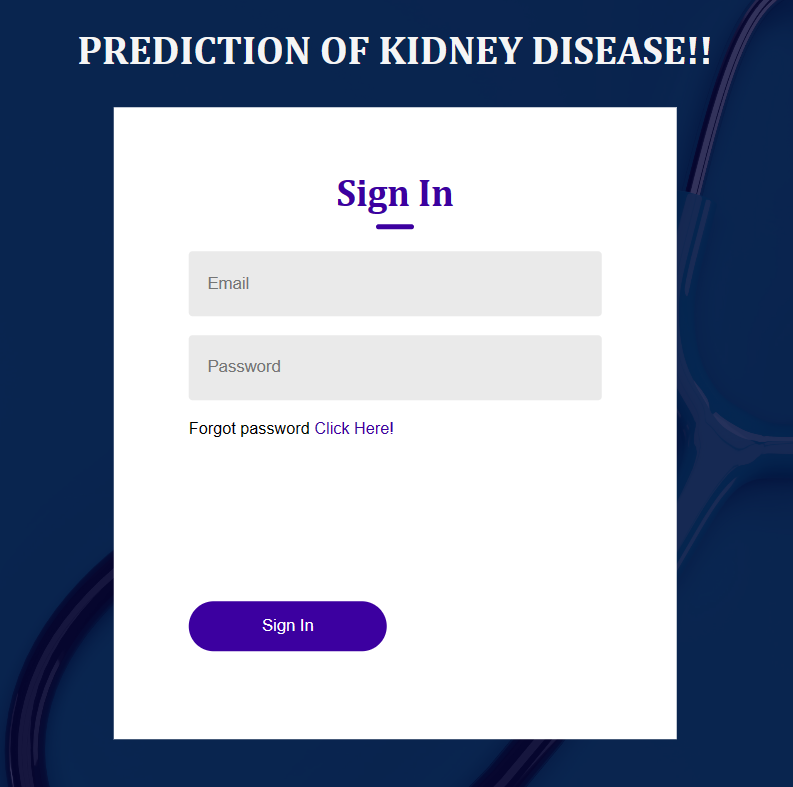 PREDICTION OF KIDNEY DISEASE!!
Sign In
Email
Password
Forgot password Click Here!
Sign In